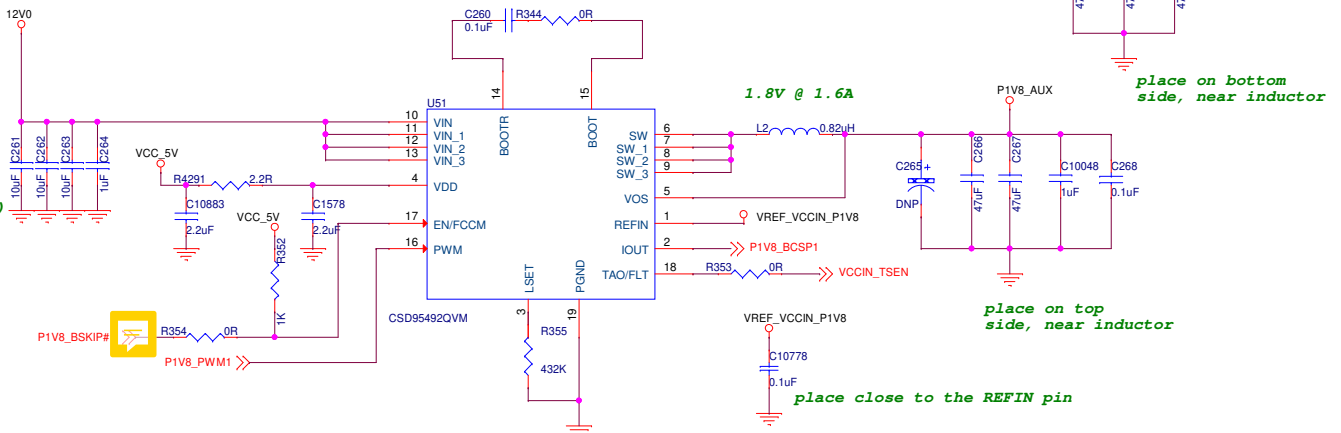 12V0
C260
0.1uF
R344
0R
47
47
47
place on bottom
side, near inductor
14
15
BOOTR
BOOT
U51
1.8V @ 1.6A
P1V8_AUX
C261
10uF
C262
10uF
C263
10uF
C264
1uF
10
VIN
11
VIN_1
12
VIN_2
13
VIN_3
SW
6
SW_1
7
SW_2
8
SW_3
9
L2
0.82uH
VCC_5V
R4291
2.2R
4
VDD
VOS
5
C265
+
DNP
C266
47uF
C267
47uF
C10048
1uF
C268
0.1uF
C10883
2.2uF
VCC_5V
C1578
2.2uF
17
EN/FCCM
REFIN
1
VREF_VCCIN_P1V8
16
PWM
IOUT
2
P1V8_BCSP1
R352
1K
TAO/FLT
18
R353
0R
VCCIN_TSEN
LSET
PGND
3
19
CSD95492QVM
place on top
side, near inductor
P1V8_BSKIP#
R354
0R
R355
432K
VREF_VCCIN_P1V8
P1V8_PWM1
C10778
0.1uF
place close to the REFIN pin